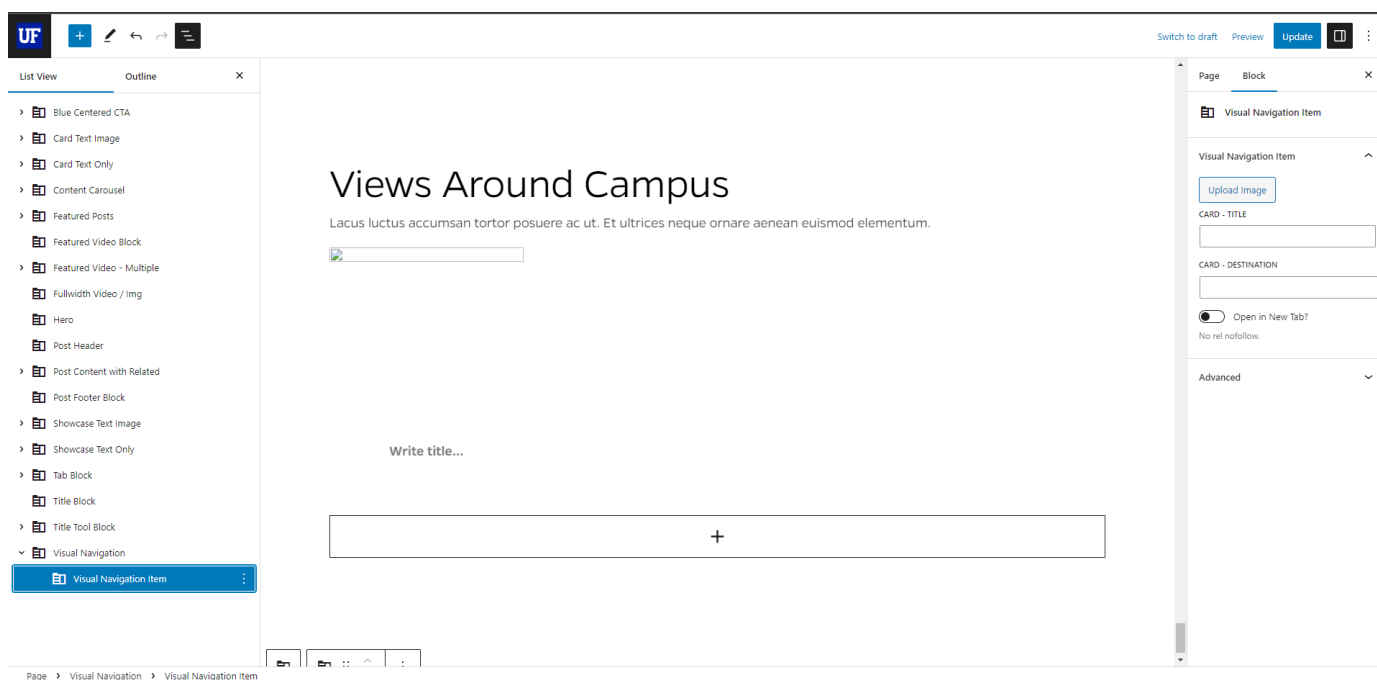 UF
Switch to draft Preview Update
List View Outline
Blue Centered CTA
Card Text Image
Card Text Only
Content Carousel
Featured Posts
Featured Video Block
Featured Video - Multiple
Fullwidth Video / Img
Hero
Post Header
Post Content with Related
Post Footer Block
Showcase Text Image
Showcase Text Only
Tab Block
Title Block
Title Tool Block
Visual Navigation
Visual Navigation Item
Views Around Campus
Lacus luctus accumsan tortor posuere ac ut. Et ultrices neque ornare aenean euismod elementum.
Write title...
Page Block
Visual Navigation Item
Visual Navigation Item
Upload Image
CARD - TITLE
CARD - DESTINATION
Open in New Tab?
No rel nofollow.
Advanced
Page > Visual Navigation > Visual Navigation Item